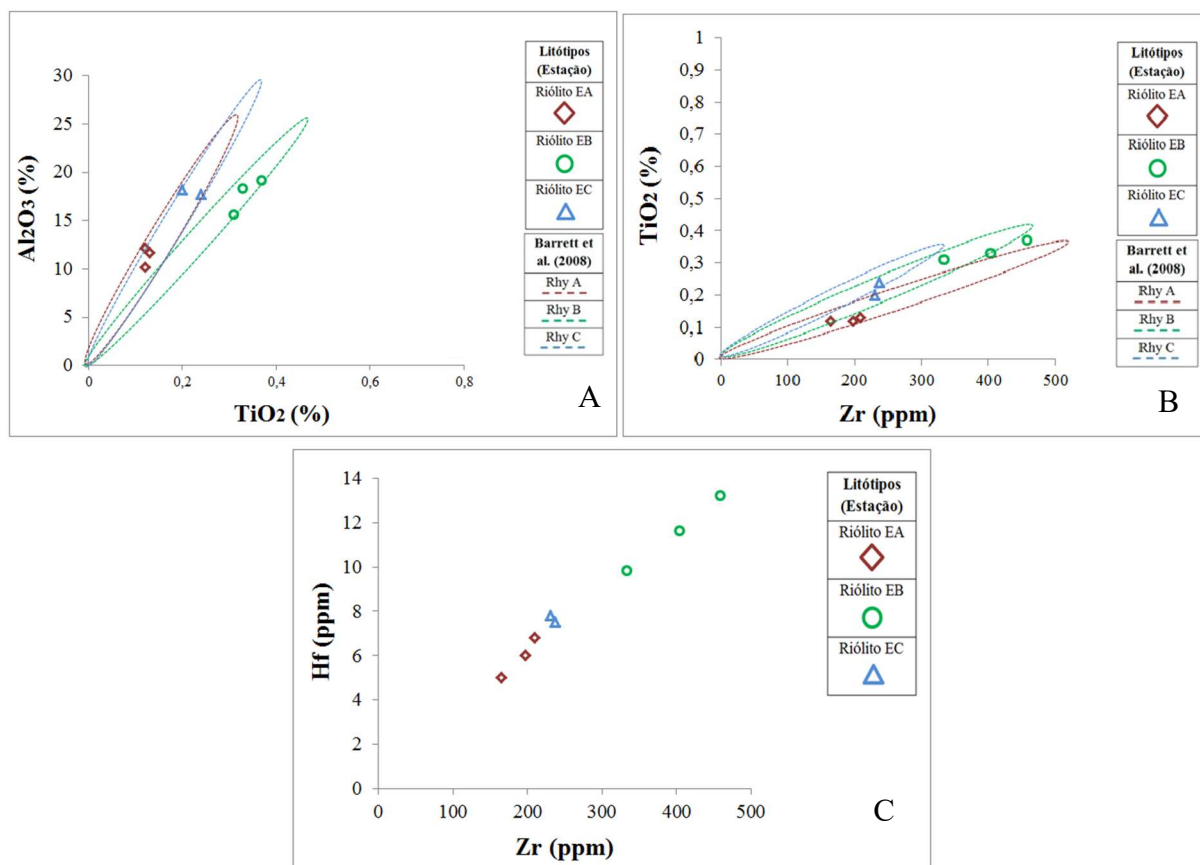 Al2O3 (%)
30
25
20
15
10
5
0
0
0,2
0,4
0,6
0,8
TiO2 (%)
Litótipos
(Estação)
Riólito EA
Riólito EB
Riólito EC
Barrett et
al. (2008)
Rhy A
Rhy B
Rhy C
A
TiO2 (%)
1
0,9
0,8
0,7
0,6
0,5
0,4
0,3
0,2
0,1
0
0
100
200
300
400
500
Zr (ppm)
Litótipos
(Estação)
Riólito EA
Riólito EB
Riólito EC
Barrett et
al. (2008)
Rhy A
Rhy B
Rhy C
B
Hf (ppm)
14
12
10
8
6
4
2
0
0
100
200
300
400
500
Zr (ppm)
Litótipos
(Estação)
Riólito EA
Riólito EB
Riólito EC
C